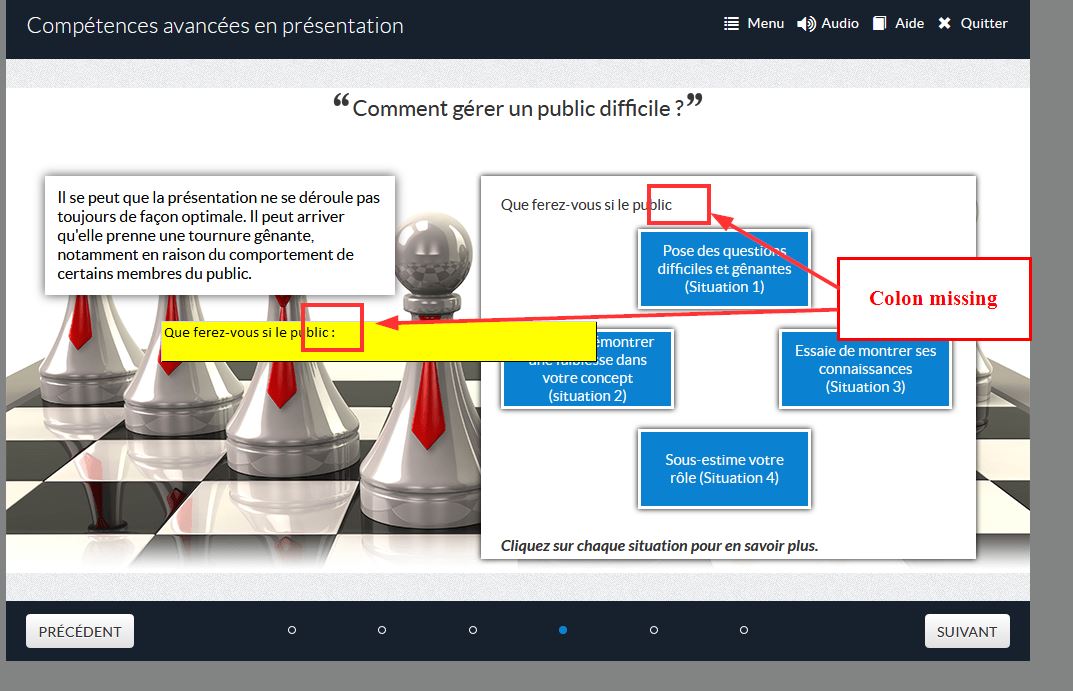 Compétences avancées en présentation
Menu Audio Aide Quitter
“Comment gérer un public difficile ?”
Il se peut que la présentation ne se déroule pas
toujours de façon optimale. Il peut arriver
qu'elle prenne une tournure gênante,
notamment en raison du comportement de
certains membres du public.
Que ferez-vous si le public :
Que ferez-vous si le public
Pose des questions
difficiles et gênantes
(Situation 1)
Colon missing
une faiblesse dans
votre concept
(situation 2)
Essaie de montrer ses
connaissances
(Situation 3)
Sous-estime votre
rôle (Situation 4)
Cliquez sur chaque situation pour en savoir plus.
PRÉCÉDENT
SUIVANT